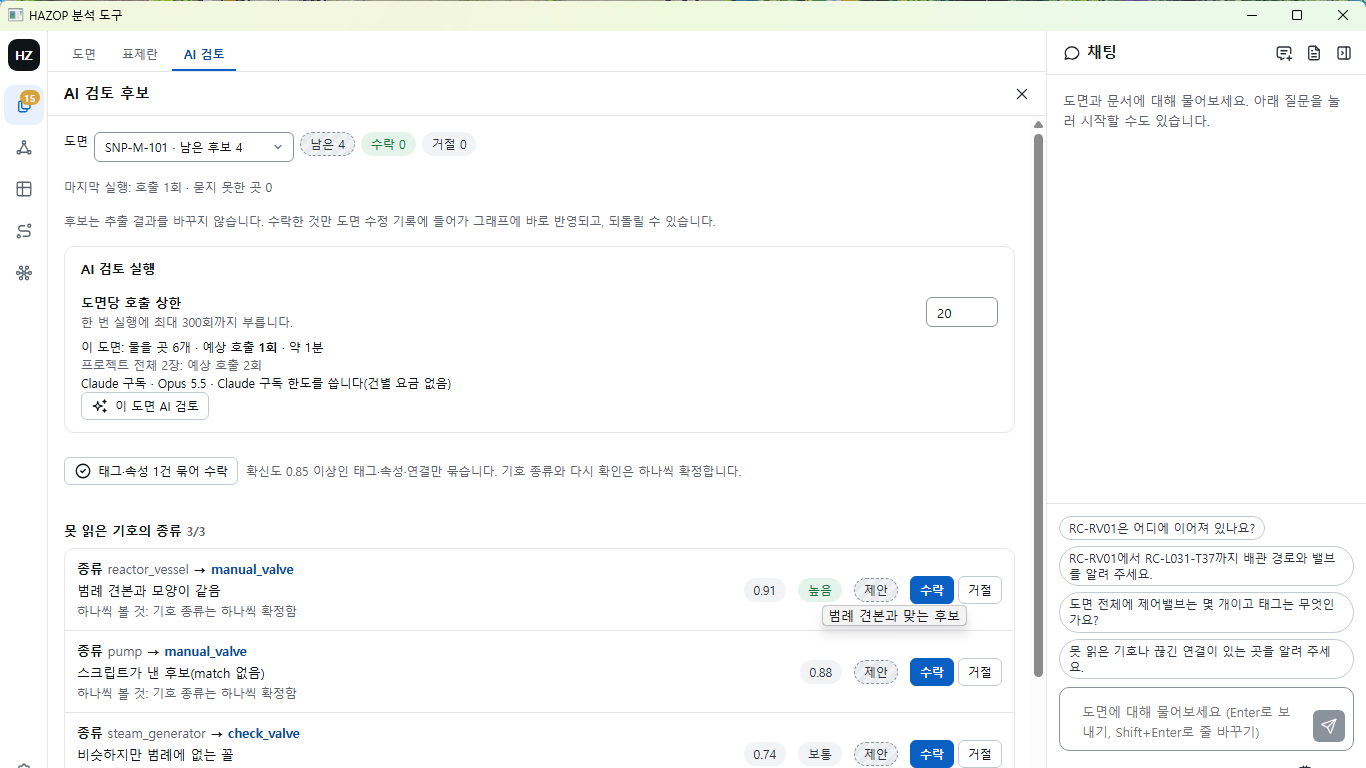 HAZOP 분석 도구
HZ
15
도면
표제란
AI 검토
AI 검토 후보
도면
SNP-M-101 · 남은 후보 4
남은 4
수락 0
거절 0
마지막 실행: 호출 1회 · 묻지 못한 곳 0
후보는 추출 결과를 바꾸지 않습니다. 수락한 것만 도면 수정 기록에 들어가 그래프에 바로 반영되고, 되돌릴 수 있습니다.
AI 검토 실행
도면당 호출 상한
한 번 실행에 최대 300회까지 부릅니다.
20
이 도면: 물을 곳 6개 · 예상 호출 1회 · 약 1분
프로젝트 전체 2장: 예상 호출 2회
Claude 구독 · Opus 5.5 · Claude 구독 한도를 씁니다(건별 요금 없음)
이 도면 AI 검토
태그·속성 1건 묶어 수락
확신도 0.85 이상인 태그·속성·연결만 묶습니다. 기호 종류와 다시 확인은 하나씩 확정합니다.
못 읽은 기호의 종류 3/3
종류 reactor_vessel → manual_valve
범례 견본과 모양이 같음
하나씩 볼 것: 기호 종류는 하나씩 확정함
0.91
높음
제안
수락
거절
범례 견본과 맞는 후보
종류 pump → manual_valve
스크립트가 낸 후보(match 없음)
하나씩 볼 것: 기호 종류는 하나씩 확정함
0.88
제안
수락
거절
종류 steam_generator → check_valve
비슷하지만 범례에 없는 꼴
0.74
보통
제안
수락
거절
채팅
도면과 문서에 대해 물어보세요. 아래 질문을 눌
러 시작할 수도 있습니다.
RC-RV01은 어디에 이어져 있나요?
RC-RV01에서 RC-L031-T37까지 배관 경로와 밸브
를 알려 주세요.
도면 전체에 제어밸브는 몇 개이고 태그는 무엇인
가요?
못 읽은 기호나 끊긴 연결이 있는 곳을 알려 주세
요.
도면에 대해 물어보세요 (Enter로 보
내기, Shift+Enter로 줄 바꾸기)